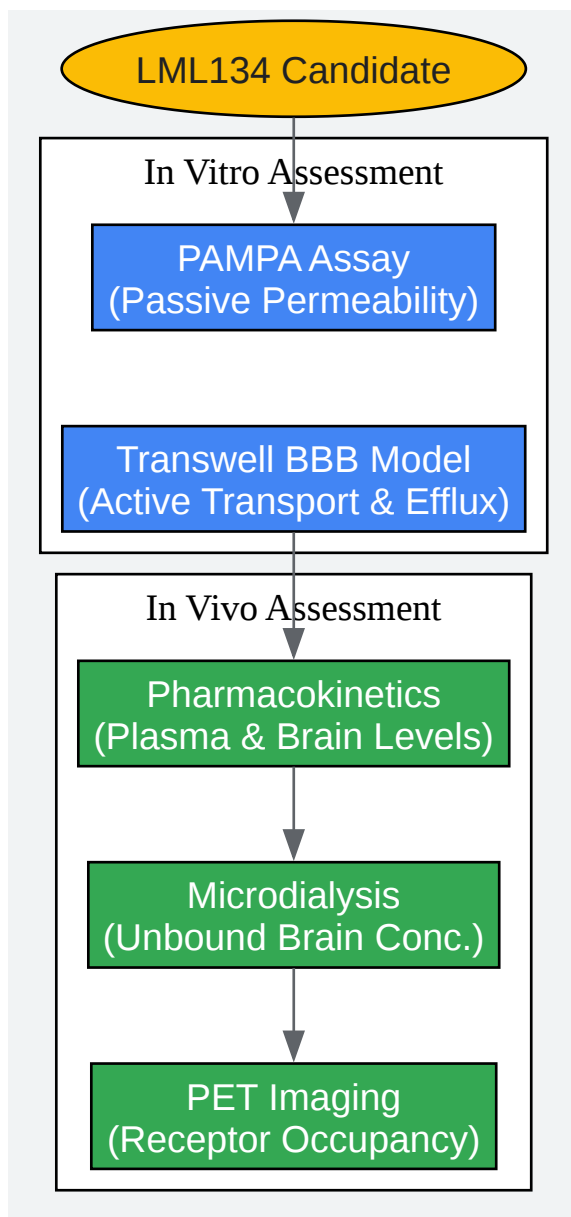 LML134 Candidate
In Vitro Assessment
PAMPA Assay
(Passive Permeability)
Transwell BBB Model
(Active Transport & Efflux)
In Vivo Assessment
Pharmacokinetics
(Plasma & Brain Levels)
Microdialysis
(Unbound Brain Conc.)
PET Imaging
(Receptor Occupancy)